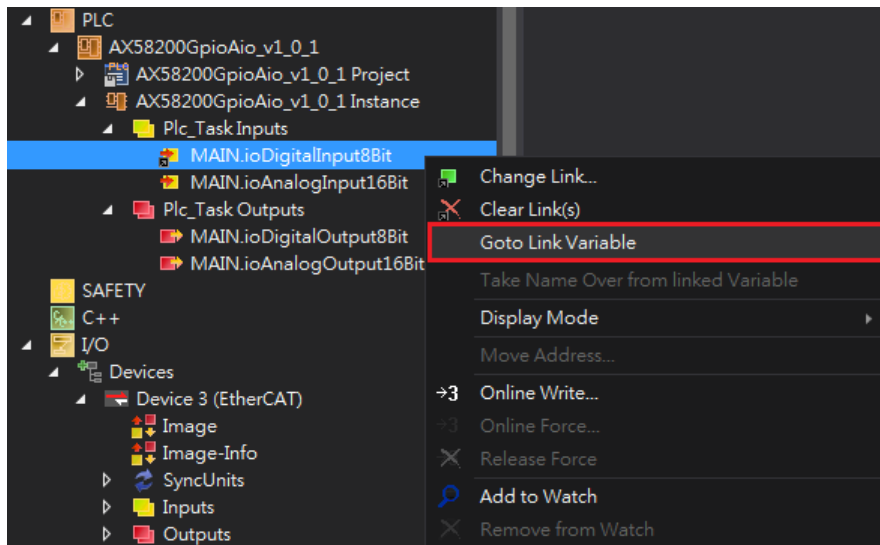 PLC
AX58200GpioAio_v1_0_1
AX58200GpioAio_v1_0_1 Project
AX58200GpioAio_v1_0_1 Instance
Plc_Task Inputs
MAIN.ioDigitalInput8Bit
MAIN.ioAnalogInput16Bit
Plc_Task Outputs
MAIN.ioDigitalOutput8Bit
MAIN.ioAnalogOutput16Bit
SAFETY
C++
I/O
Devices
Device 3 (EtherCAT)
Image
Image-Info
SyncUnits
Inputs
Outputs
Change Link...
Clear Link(s)
Goto Link Variable
Take Name Over from linked Variable
Display Mode
Move Address...
→3 Online Write...
→3 Online Force...
Release Force
Add to Watch
Remove from Watch